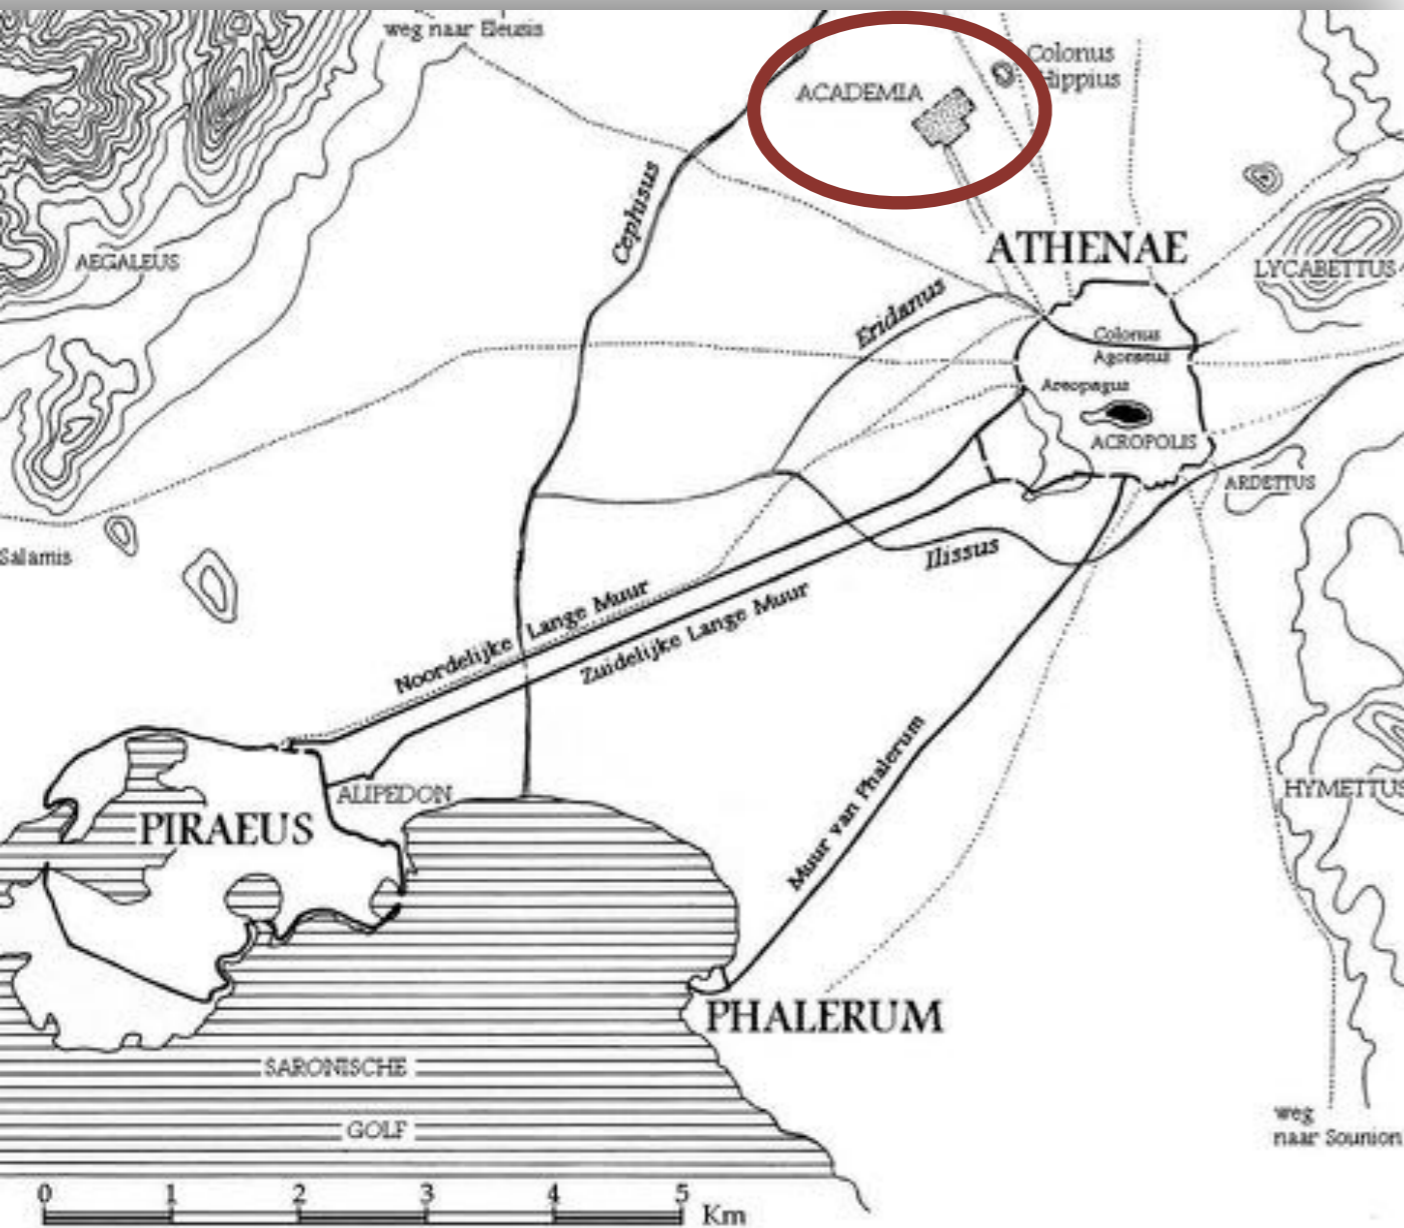 weg naar Eleusis
Colonus
Hippius
ACADEMIA
Cephisus
ATHENAE
AEGALEUS
LYCABETTUS
Eridanus
Colonus
Agoraeus
Areopagus
ACROPOLIS
ARDETTUS
Salamis
Ilissus
Noordelijke Lange Muur
Zuidelijke Lange Muur
Muur van Phalerum
HYMETTUS
ALIPEDON
PIRAEUS
PHALERUM
SARONISCHE
GOLF
weg
naar Sounion
0 1 2 3 4 5 Km